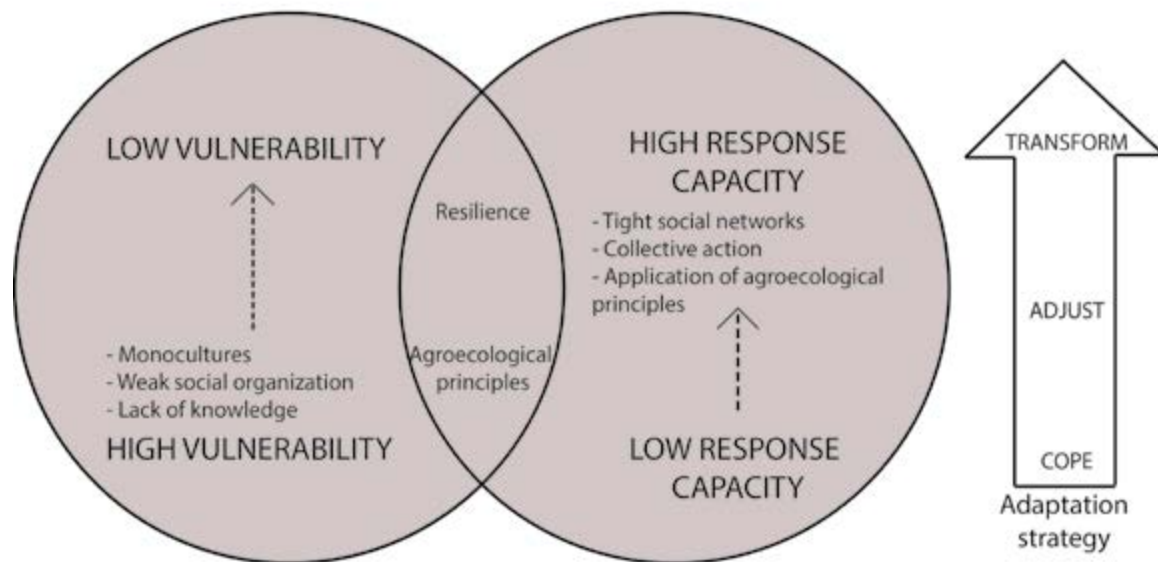 LOW VULNERABILITY
- Monocultures
- Weak social organization
- Lack of knowledge
HIGH VULNERABILITY
Resilience
Agroecological
principles
HIGH RESPONSE
CAPACITY
- Tight social networks
- Collective action
- Application of agroecological
principles
LOW RESPONSE
CAPACITY
TRANSFORM
ADJUST
COPE
Adaptation
strategy